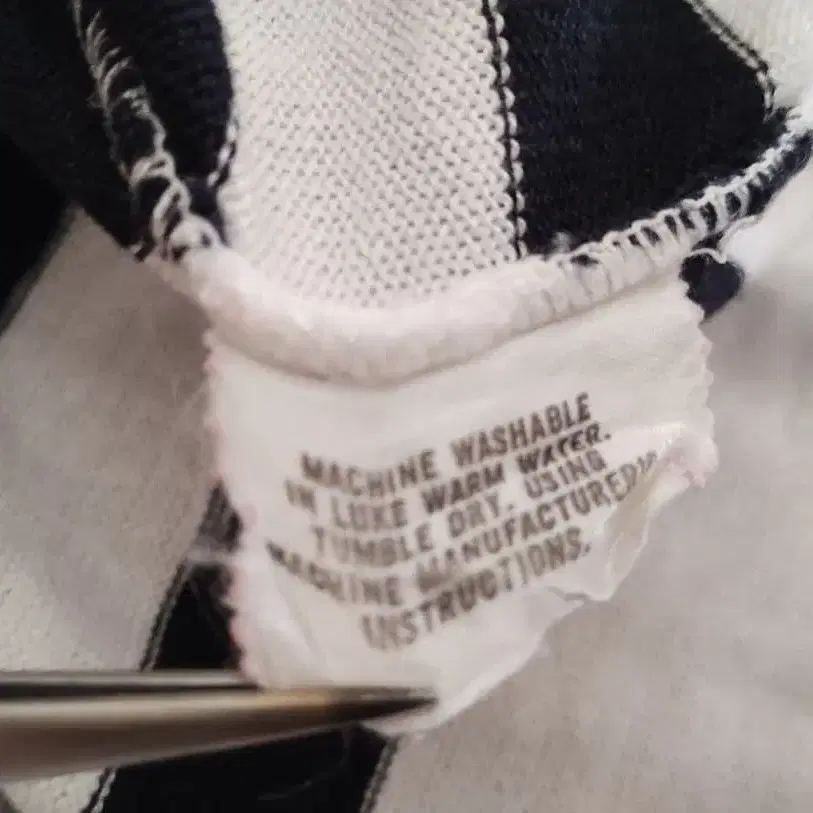 MACHINE WASHABLE
IN LUKE WARM WATER.
TUMBLE DRY. USING
MACHINE MANUFACTURED
INSTRUCTIONS.